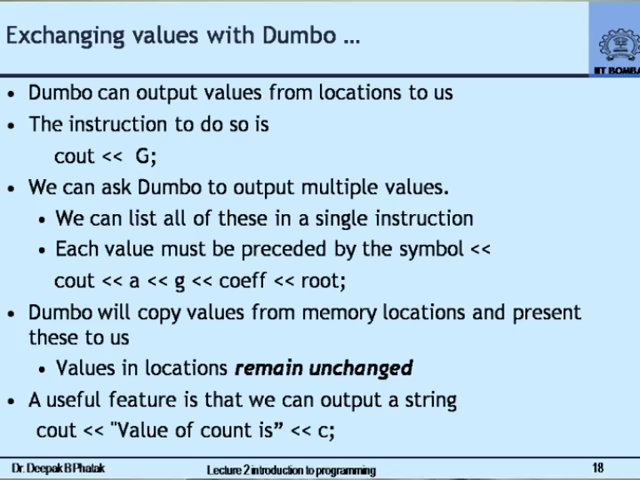 Exchanging values with Dumbo ...
IIT BOMBA
• Dumbo can output values from locations to us
• The instruction to do so is
cout << G;
• We can ask Dumbo to output multiple values.
• We can list all of these in a single instruction
• Each value must be preceded by the symbol <<
cout << a << g << coeff << root;
• Dumbo will copy values from memory locations and present
these to us
• Values in locations remain unchanged
• A useful feature is that we can output a string
cout << "Value of count is” << c;
Dr. Deepak B Phatak
Lecture 2 introduction to programming
18